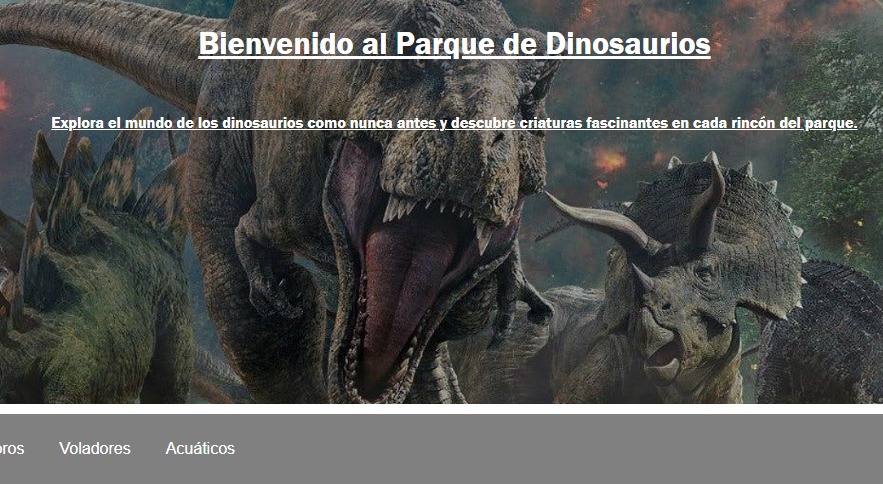 Bienvenido al Parque de Dinosaurios
Explora el mundo de los dinosaurios como nunca antes y descubre criaturas fascinantes en cada rincón del parque.
Voladores Acuáticos